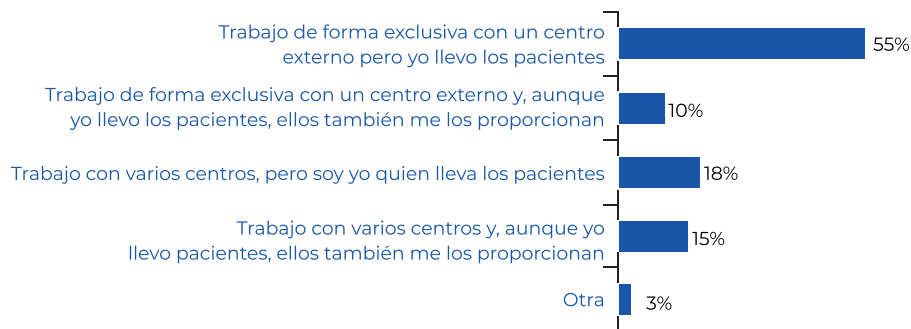 Trabajo de forma exclusiva con un centro
externo pero yo llevo los pacientes
55%
Trabajo de forma exclusiva con un centro externo y, aunque
yo llevo los pacientes, ellos también me los proporcionan
10%
Trabajo con varios centros, pero soy yo quien lleva los pacientes
18%
Trabajo con varios centros y, aunque yo
llevo pacientes, ellos también me los proporcionan
15%
Otra
3%